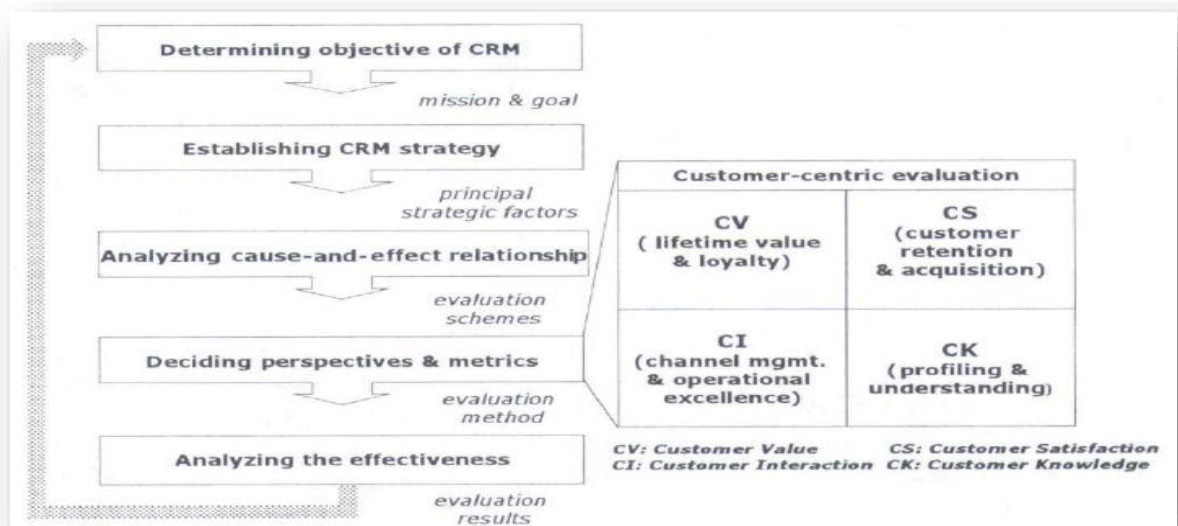 Determining objective of CRM
mission & goal
Establishing CRM strategy
principal
strategic factors
Analyzing cause-and-effect relationship
evaluation
schemes
Deciding perspectives & metrics
evaluation
method
Analyzing the effectiveness
evaluation
results
Customer-centric evaluation
CV
( lifetime value
& loyalty)
CS
(customer
retention
& acquisition)
CI
(channel mgmt.
& operational
excellence)
CK
(profiling &
understanding)
CV: Customer Value CS: Customer Satisfaction
CI: Customer Interaction CK: Customer Knowledge